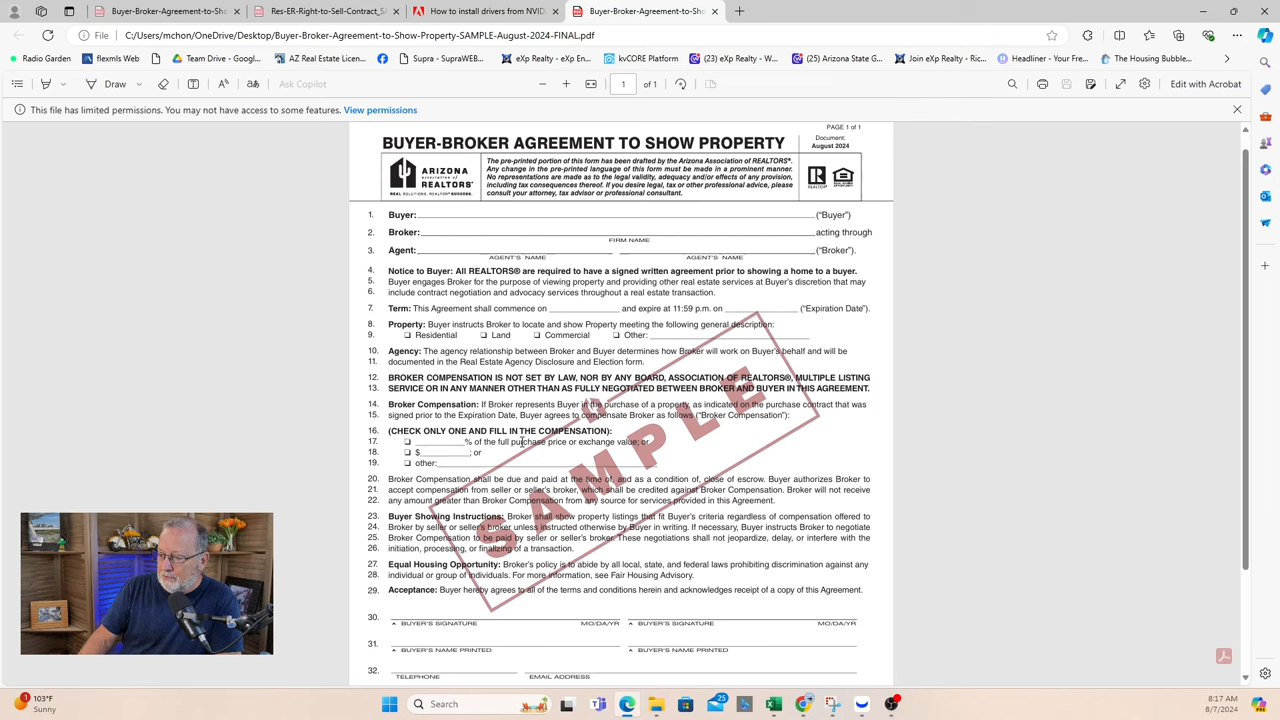 Buyer-Broker-Agreement-to-Sho
Res-ER-Right-to-Sell-Contract_SA
Buyer-Broker-Agreement-to-Sho
File
C:/Users/mchon/OneDrive/Desktop/Buyer-Broker-Agreement-to-Show-Property-SAMPLE-August-2024-FINAL.pdf
Radio Garden
flexmls Web
Team Drive - Googl...
AZ Real Estate Licen...
Supra - SupraWEB...
eXp Realty - eXp En...
kvCORE Platform
(23) eXp Realty - W...
(25) Arizona State G...
Join eXp Realty - Ric...
Headliner - Your Fre...
The Housing Bubble...
Draw
Ask Copilot
1 of 1
Edit with Acrobat
This file has limited permissions. You may not have access to some features. View permissions
PAGE 1 of 1
BUYER-BROKER AGREEMENT TO SHOW PROPERTY
Document:
August 2024
ARIZONA
association of
REALTORS®
REAL SOLUTIONS. REALTOR® SUCCESS.
The pre-printed portion of this form has been drafted by the Arizona Association of REALTORS®.
Any change in the pre-printed language of this form must be made in a prominent manner.
No representations are made as to the legal validity, adequacy and/or effects of any provision,
including tax consequences thereof. If you desire legal, tax or other professional advice, please
consult your attorney, tax advisor or professional consultant.
REALTOR®
EQUAL HOUSING
OPPORTUNITY
1. Buyer: ("Buyer")
2. Broker: acting through
FIRM NAME
3. Agent: ("Broker").
AGENT'S NAME AGENT'S NAME
4. Notice to Buyer: All REALTORS® are required to have a signed written agreement prior to showing a home to a buyer.
5. Buyer engages Broker for the purpose of viewing property and providing other real estate services at Buyer's discretion that may
6. include contract negotiation and advocacy services throughout a real estate transaction.
7. Term: This Agreement shall commence on ______________ and expire at 11:59 p.m. on ______________ ("Expiration Date").
8. Property: Buyer instructs Broker to locate and show Property meeting the following general description:
9. ❑ Residential ❑ Land ❑ Commercial ❑ Other: ______________
10. Agency: The agency relationship between Broker and Buyer determines how Broker will work on Buyer's behalf and will be
11. documented in the Real Estate Agency Disclosure and Election form.
12. BROKER COMPENSATION IS NOT SET BY LAW, NOR BY ANY BOARD, ASSOCIATION OF REALTORS®, MULTIPLE LISTING
13. SERVICE OR IN ANY MANNER OTHER THAN AS FULLY NEGOTIATED BETWEEN BROKER AND BUYER IN THIS AGREEMENT.
14. Broker Compensation: If Broker represents Buyer in the purchase of a property, as indicated on the purchase contract that was
15. signed prior to the Expiration Date, Buyer agrees to compensate Broker as follows ("Broker Compensation"):
16. (CHECK ONLY ONE AND FILL IN THE COMPENSATION):
17. ❑ __________% of the full purchase price or exchange value; or
18. ❑ $__________; or
19. ❑ other:______________
20. Broker Compensation shall be due and paid at the time of, and as a condition of, close of escrow. Buyer authorizes Broker to
21. accept compensation from seller or seller's broker, which shall be credited against Broker Compensation. Broker will not receive
22. any amount greater than Broker Compensation from any source for services provided in this Agreement.
23. Buyer Showing Instructions: Broker shall show property listings that fit Buyer's criteria regardless of compensation offered to
24. Broker by seller or seller's broker unless instructed otherwise by Buyer in writing. If necessary, Buyer instructs Broker to negotiate
25. Broker Compensation to be paid by seller or seller's broker. These negotiations shall not jeopardize, delay, or interfere with the
26. initiation, processing, or finalizing of a transaction.
27. Equal Housing Opportunity: Broker's policy is to abide by all local, state, and federal laws prohibiting discrimination against any
28. individual or group of individuals. For more information, see Fair Housing Advisory.
29. Acceptance: Buyer hereby agrees to all of the terms and conditions herein and acknowledges receipt of a copy of this Agreement.
SAMPLE
30.
^ BUYER'S SIGNATURE MO/DA/YR ^ BUYER'S SIGNATURE MO/DA/YR
31.
^ BUYER'S NAME PRINTED ^ BUYER'S NAME PRINTED
32.
TELEPHONE EMAIL ADDRESS
1 103°F
Sunny
Search
25
8:17 AM
8/7/2024